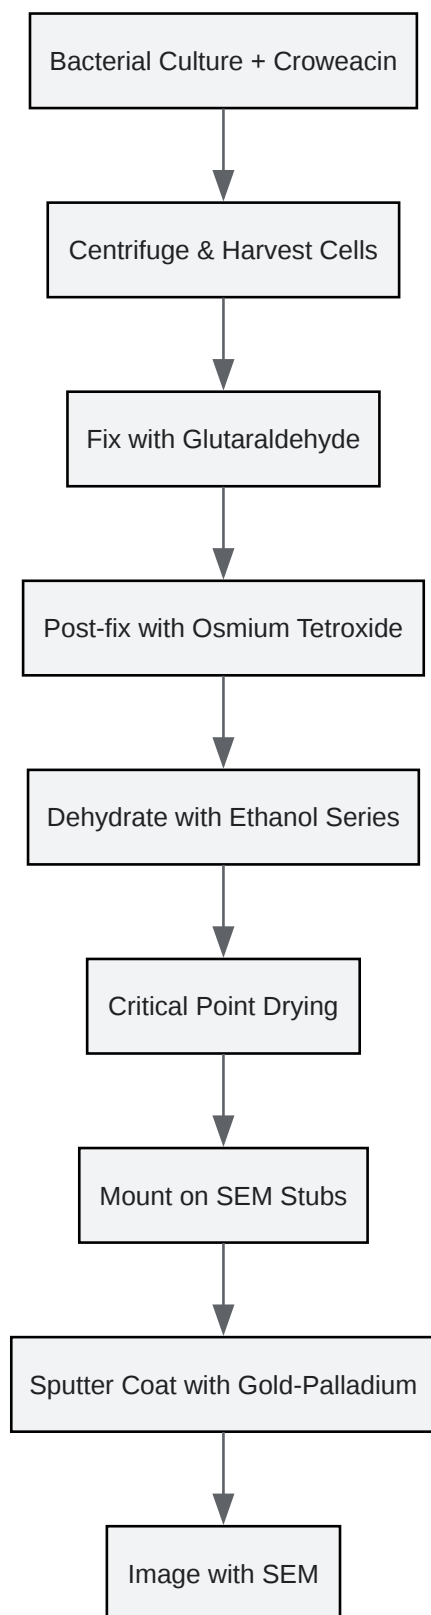 Bacterial Culture + Croweacin
Centrifuge & Harvest Cells
Fix with Glutaraldehyde
Post-fix with Osmium Tetroxide
Dehydrate with Ethanol Series
Critical Point Drying
Mount on SEM Stubs
Sputter Coat with Gold-Palladium
Image with SEM